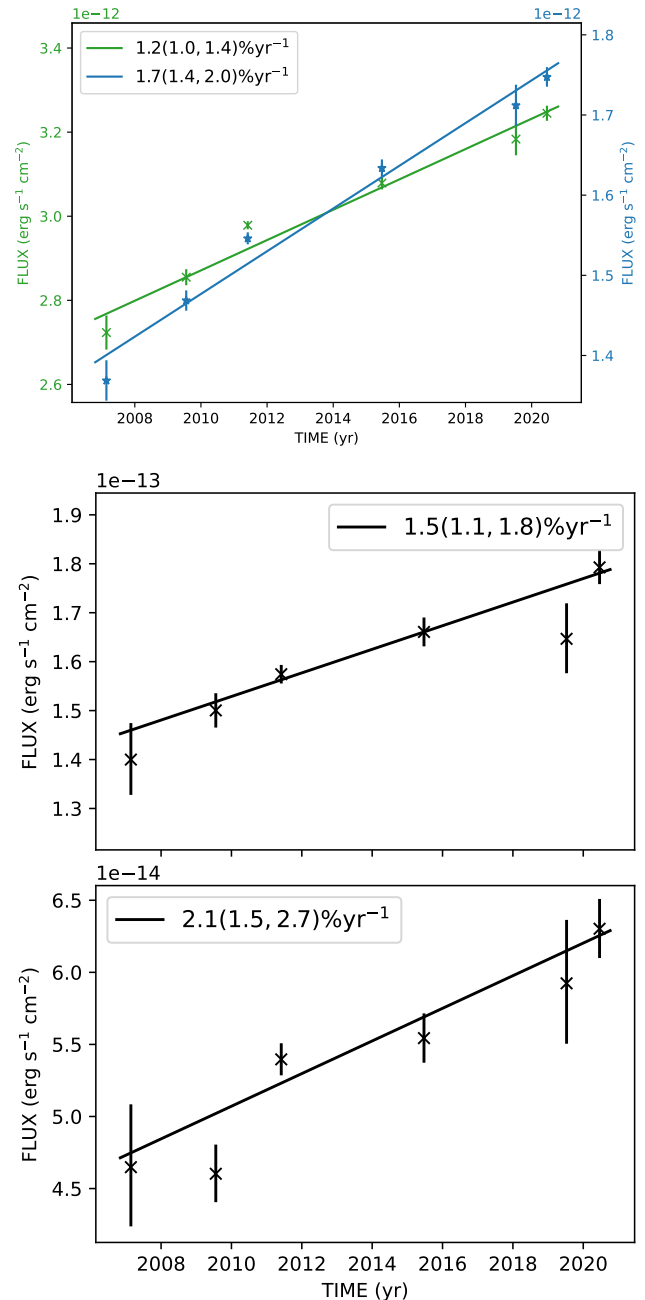 1e−12
1e−12
1.2(1.0, 1.4)%yr⁻¹
1.7(1.4, 2.0)%yr⁻¹
3.4
3.2
3.0
2.8
2.6
FLUX (erg s⁻¹ cm⁻²)
1.8
1.7
1.6
1.5
1.4
FLUX (erg s⁻¹ cm⁻²)
2008 2010 2012 2014 2016 2018 2020
TIME (yr)
1e−13
1.5(1.1, 1.8)%yr⁻¹
1.9
1.8
1.7
1.6
1.5
1.4
1.3
FLUX (erg s⁻¹ cm⁻²)
1e−14
2.1(1.5, 2.7)%yr⁻¹
6.5
6.0
5.5
5.0
4.5
FLUX (erg s⁻¹ cm⁻²)
2008 2010 2012 2014 2016 2018 2020
TIME (yr)